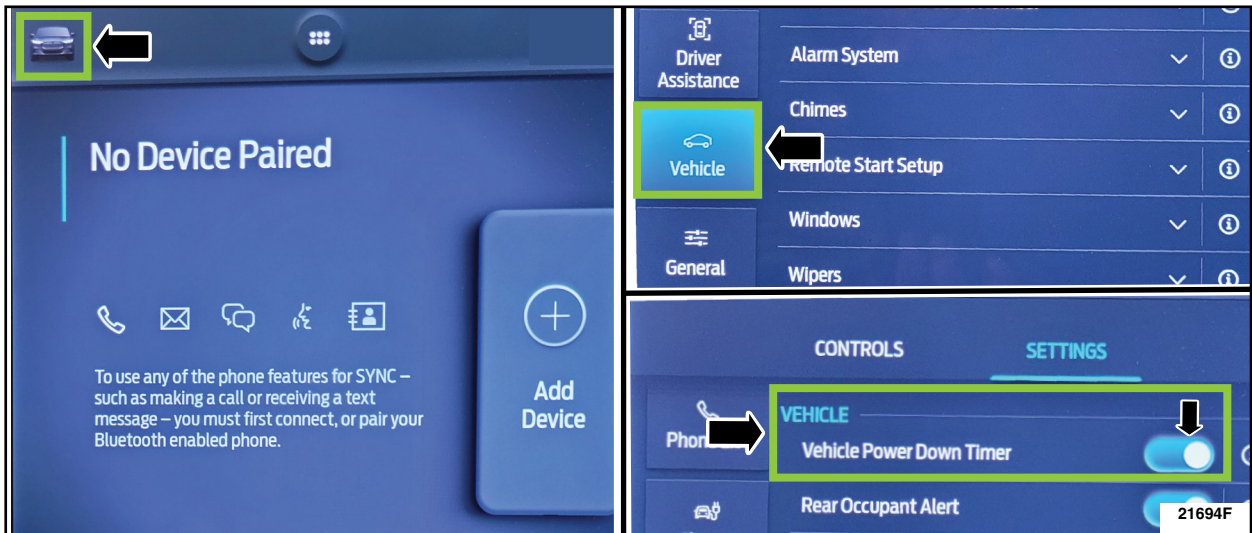 No Device Paired
To use any of the phone features for SYNC –
such as making a call or receiving a text
message – you must first connect, or pair your
Bluetooth enabled phone.
Add
Device
Driver
Assistance
Vehicle
General
Alarm System
Chimes
Remote Start Setup
Windows
Wipers
CONTROLS
SETTINGS
VEHICLE
Vehicle Power Down Timer
Rear Occupant Alert
21694F